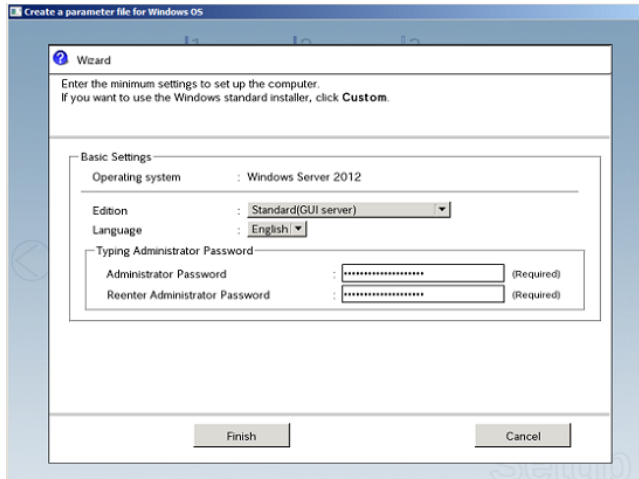 Create a parameter file for Windows OS
Wizard
Enter the minimum settings to set up the computer.
If you want to use the Windows standard installer, click Custom.
Basic Settings
Operating system : Windows Server 2012
Edition : Standard(GUI server)
Language : English
Typing Administrator Password
Administrator Password : •••••••••••••••••••• (Required)
Reenter Administrator Password : •••••••••••••••••••• (Required)
Finish Cancel
Setup